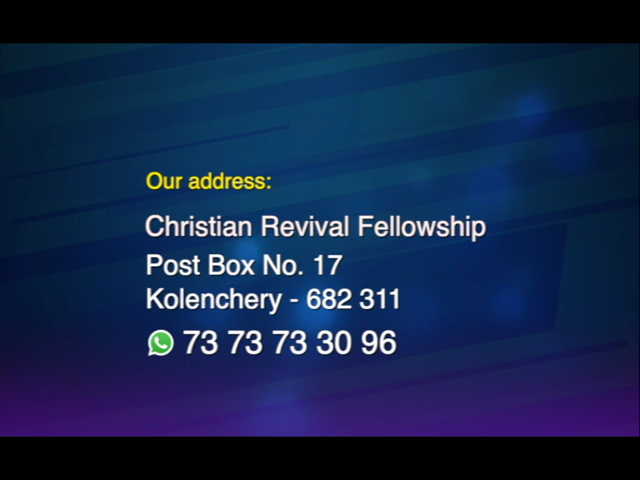 Our address:
Christian Revival Fellowship
Post Box No. 17
Kolenchery - 682 311
73 73 73 30 96